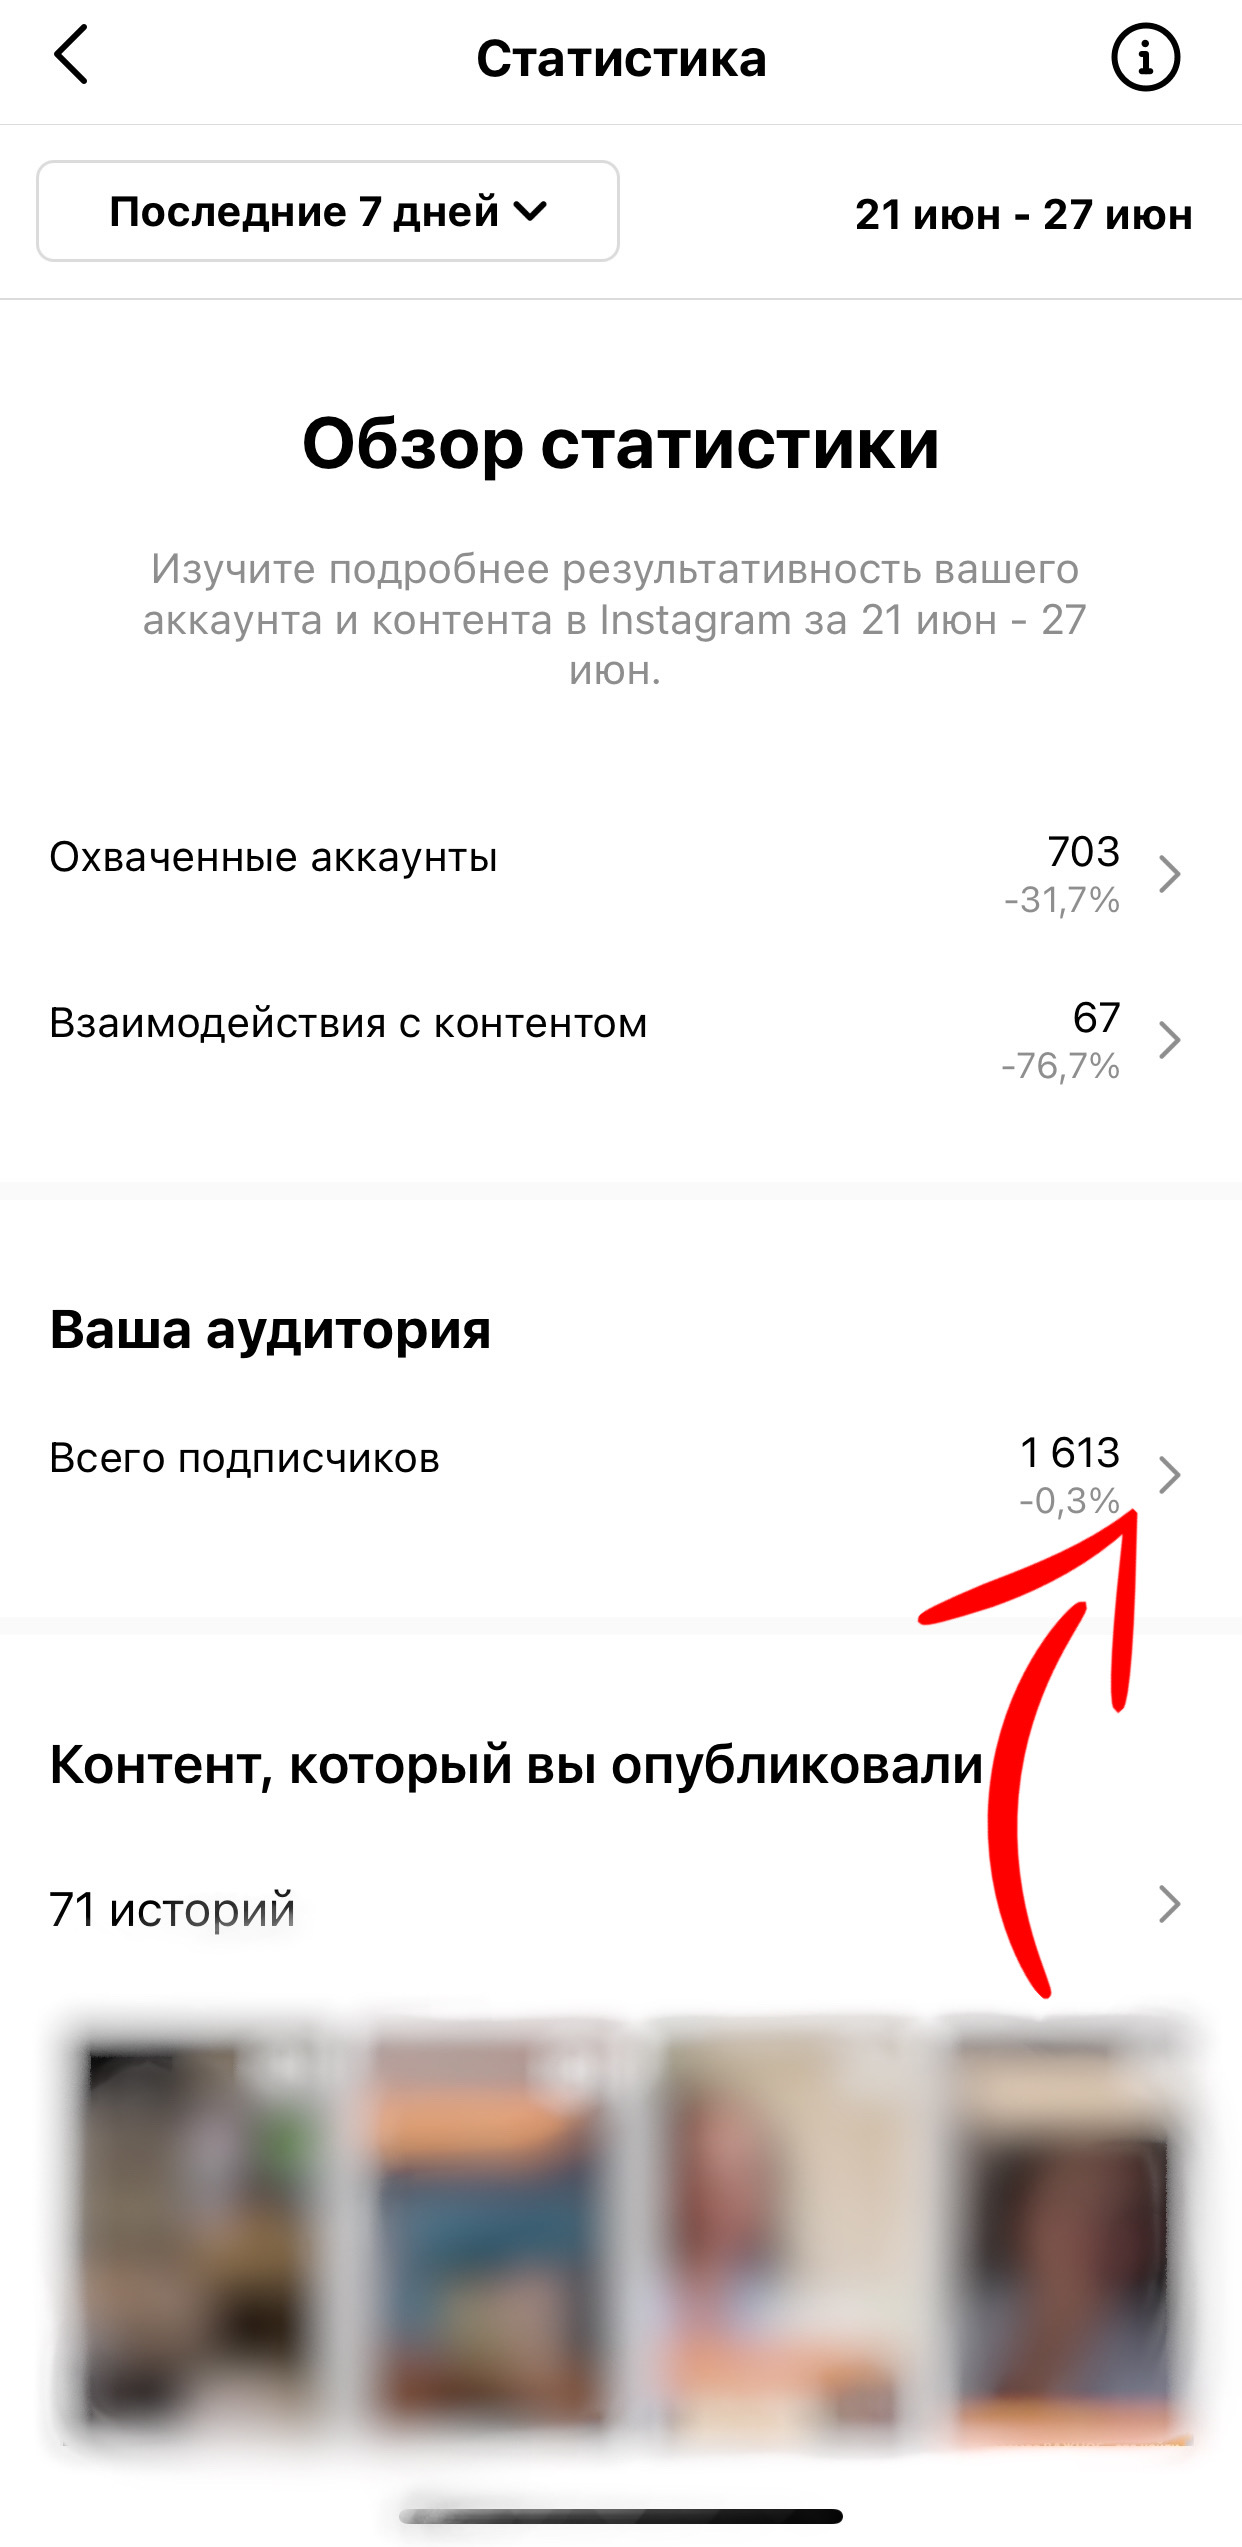 Статистика
Последние 7 дней
21 июн - 27 июн
Обзор статистики
Изучите подробнее результативность вашего
аккаунта и контента в Instagram за 21 июн - 27
июн.
Охваченные аккаунты
703
-31,7%
Взаимодействия с контентом
67
-76,7%
Ваша аудитория
Всего подписчиков
1 613
-0,3%
Контент, который вы опубликовали
71 историй